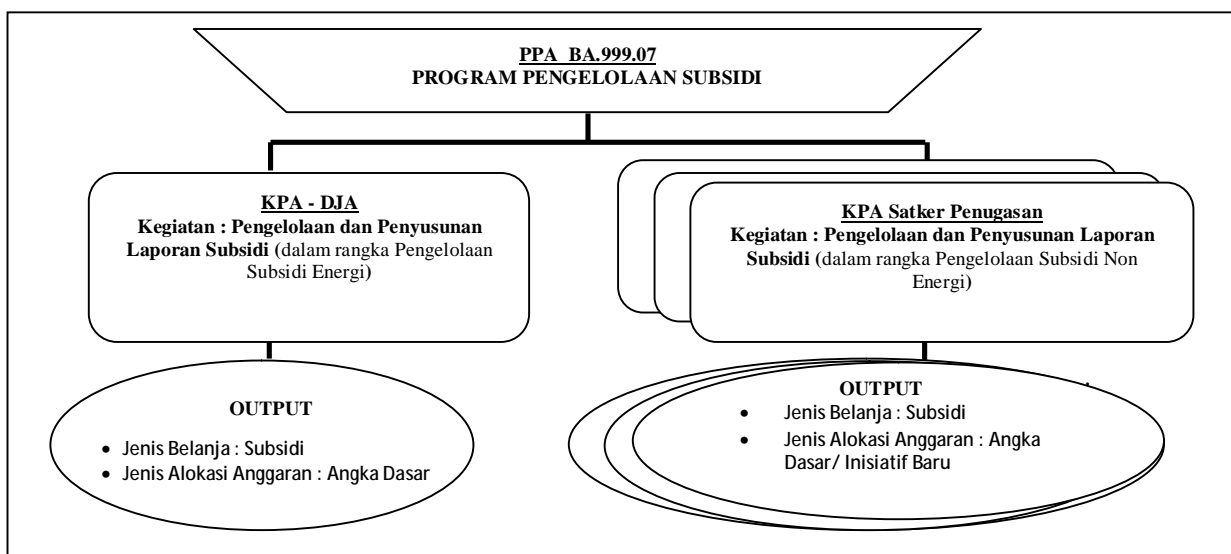 PPA BA.999.07
PROGRAM PENGELOLAAN SUBSIDI
KPA - DJA
Kegiatan : Pengelolaan dan Penyusunan
Laporan Subsidi (dalam rangka Pengelolaan
Subsidi Energi)
KPA Satker Penugasan
Kegiatan : Pengelolaan dan Penyusunan Laporan
Subsidi (dalam rangka Pengelolaan Subsidi Non
Energi)
OUTPUT
• Jenis Belanja : Subsidi
• Jenis Alokasi Anggaran : Angka Dasar
OUTPUT
• Jenis Belanja : Subsidi
• Jenis Alokasi Anggaran : Angka
Dasar/ Inisiatif Baru